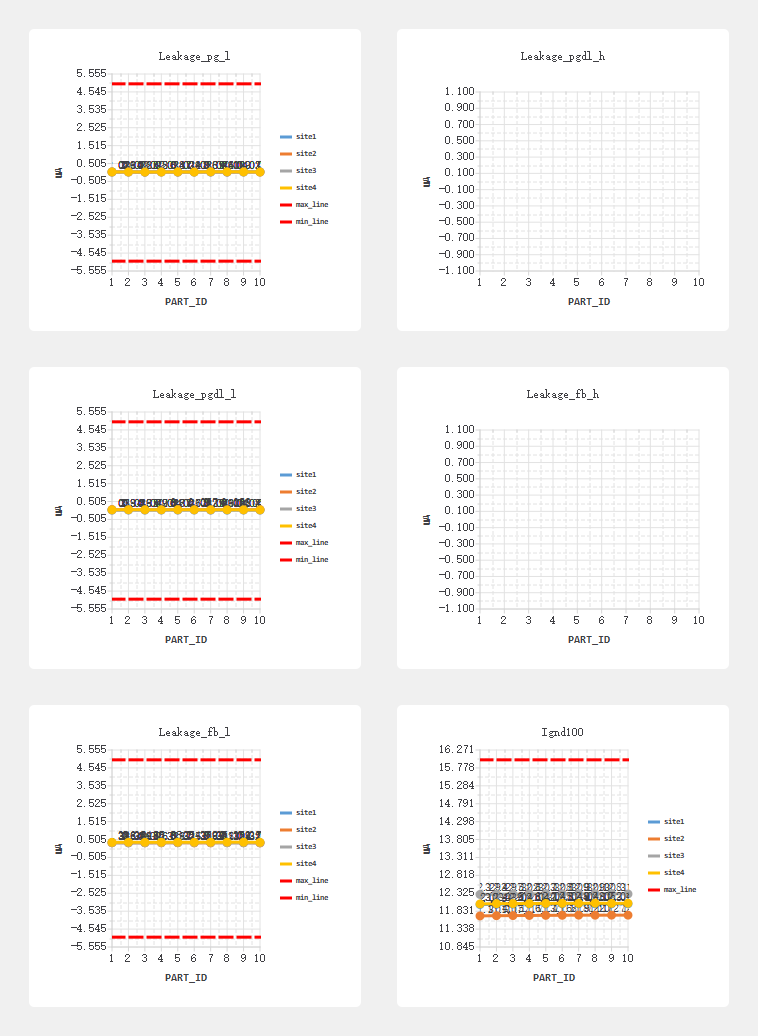 Leakage_pg_l
5.555
4.545
3.535
2.525
1.515
0.505
-0.505
-1.515
-2.525
-3.535
-4.545
-5.555
UA
1 2 3 4 5 6 7 8 9 10
PART_ID
site1
site2
site3
site4
max_line
min_line
Leakage_pgdl_h
1.100
0.900
0.700
0.500
0.300
0.100
-0.100
-0.300
-0.500
-0.700
-0.900
-1.100
UA
1 2 3 4 5 6 7 8 9 10
PART_ID
Leakage_pgdl_l
5.555
4.545
3.535
2.525
1.515
0.505
-0.505
-1.515
-2.525
-3.535
-4.545
-5.555
UA
1 2 3 4 5 6 7 8 9 10
PART_ID
site1
site2
site3
site4
max_line
min_line
Leakage_fb_h
1.100
0.900
0.700
0.500
0.300
0.100
-0.100
-0.300
-0.500
-0.700
-0.900
-1.100
UA
1 2 3 4 5 6 7 8 9 10
PART_ID
Leakage_fb_l
5.555
4.545
3.535
2.525
1.515
0.505
-0.505
-1.515
-2.525
-3.535
-4.545
-5.555
UA
1 2 3 4 5 6 7 8 9 10
PART_ID
site1
site2
site3
site4
max_line
min_line
Ignd100
16.271
15.778
15.284
14.791
14.298
13.805
13.311
12.818
12.325
11.831
11.338
10.845
UA
1 2 3 4 5 6 7 8 9 10
PART_ID
site1
site2
site3
site4
max_line